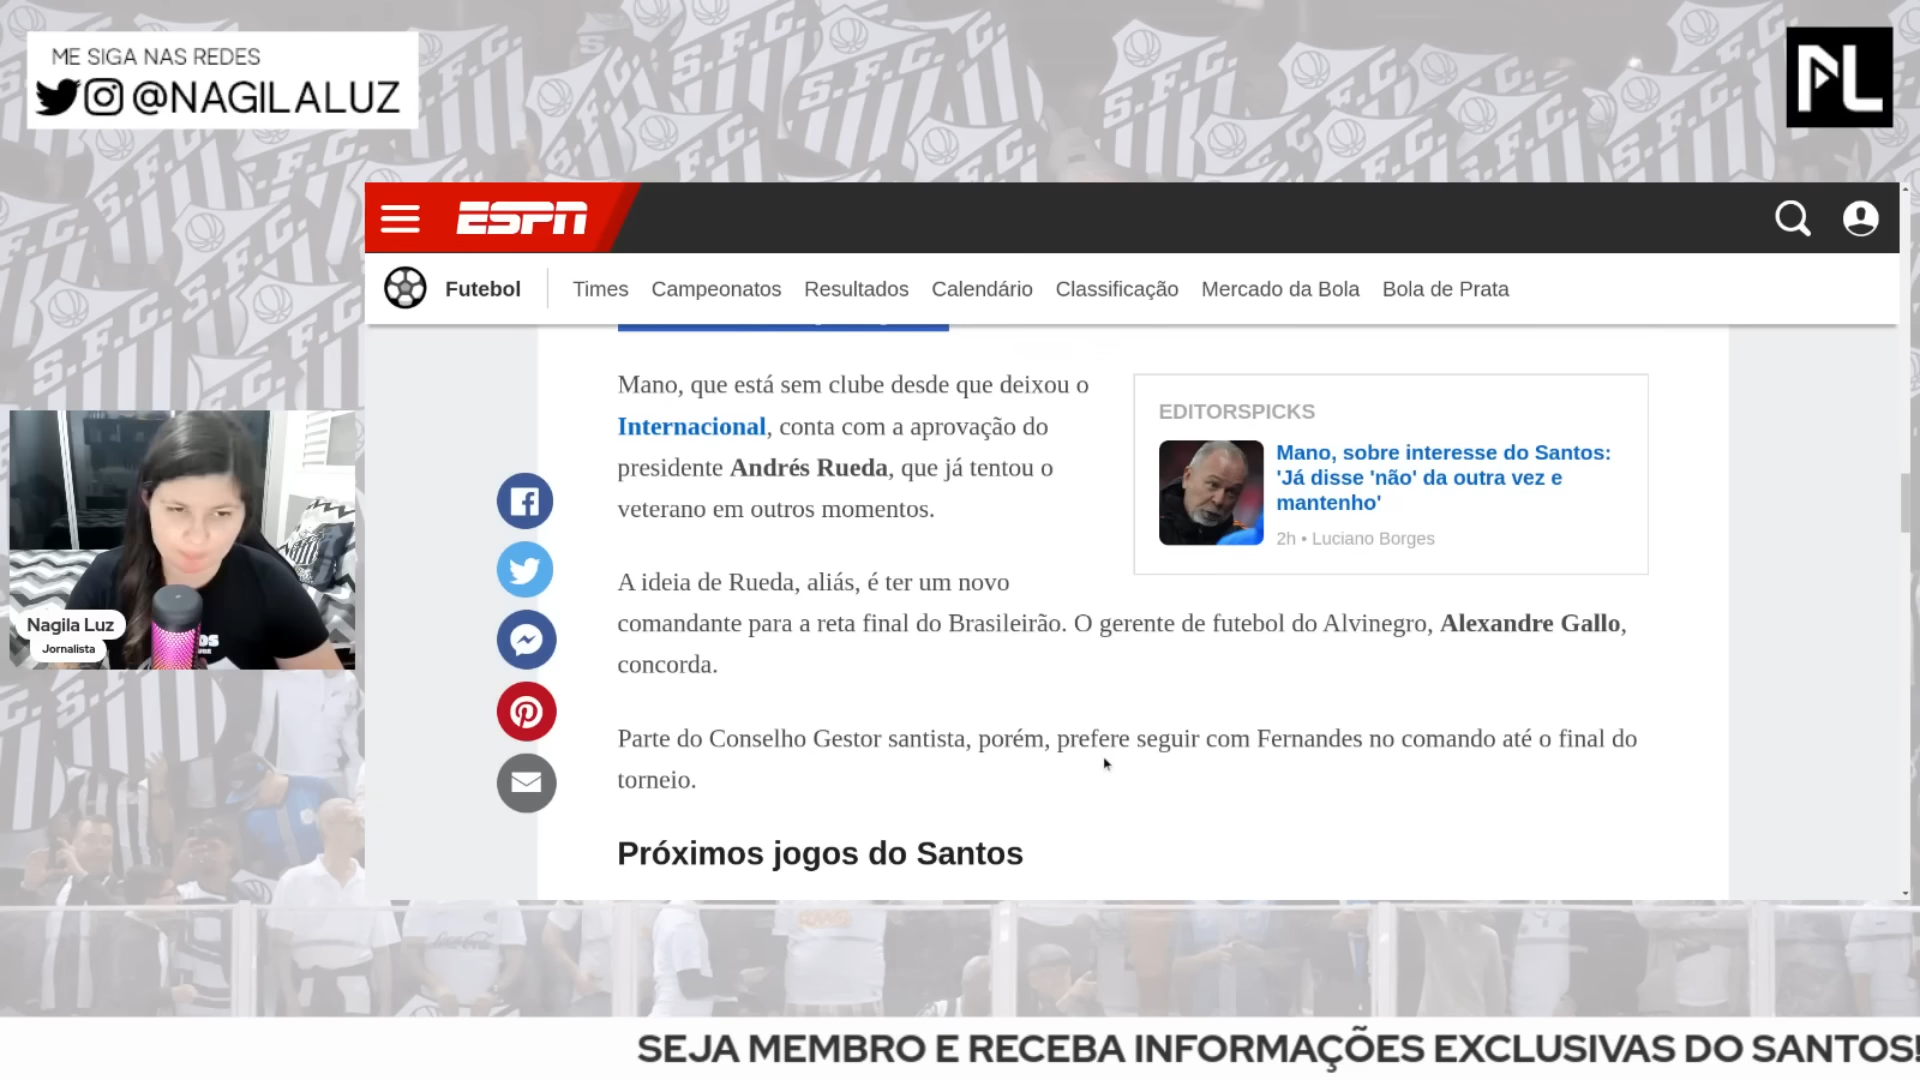 ME SIGA NAS REDES
@NAGILALUZ
PL
ESPN
Futebol
Times Campeonatos Resultados Calendário Classificação Mercado da Bola Bola de Prata
Mano, que está sem clube desde que deixou o
Internacional, conta com a aprovação do
presidente Andrés Rueda, que já tentou o
veterano em outros momentos.
EDITORSPICKS
Mano, sobre interesse do Santos:
'Já disse 'não' da outra vez e
mantenho'
2h • Luciano Borges
A ideia de Rueda, aliás, é ter um novo
comandante para a reta final do Brasileirão. O gerente de futebol do Alvinegro, Alexandre Gallo,
concorda.
Parte do Conselho Gestor santista, porém, prefere seguir com Fernandes no comando até o final do
torneio.
Próximos jogos do Santos
Nagila Luz
Jornalista
SEJA MEMBRO E RECEBA INFORMAÇÕES EXCLUSIVAS DO SANTOS!
S.F.C.